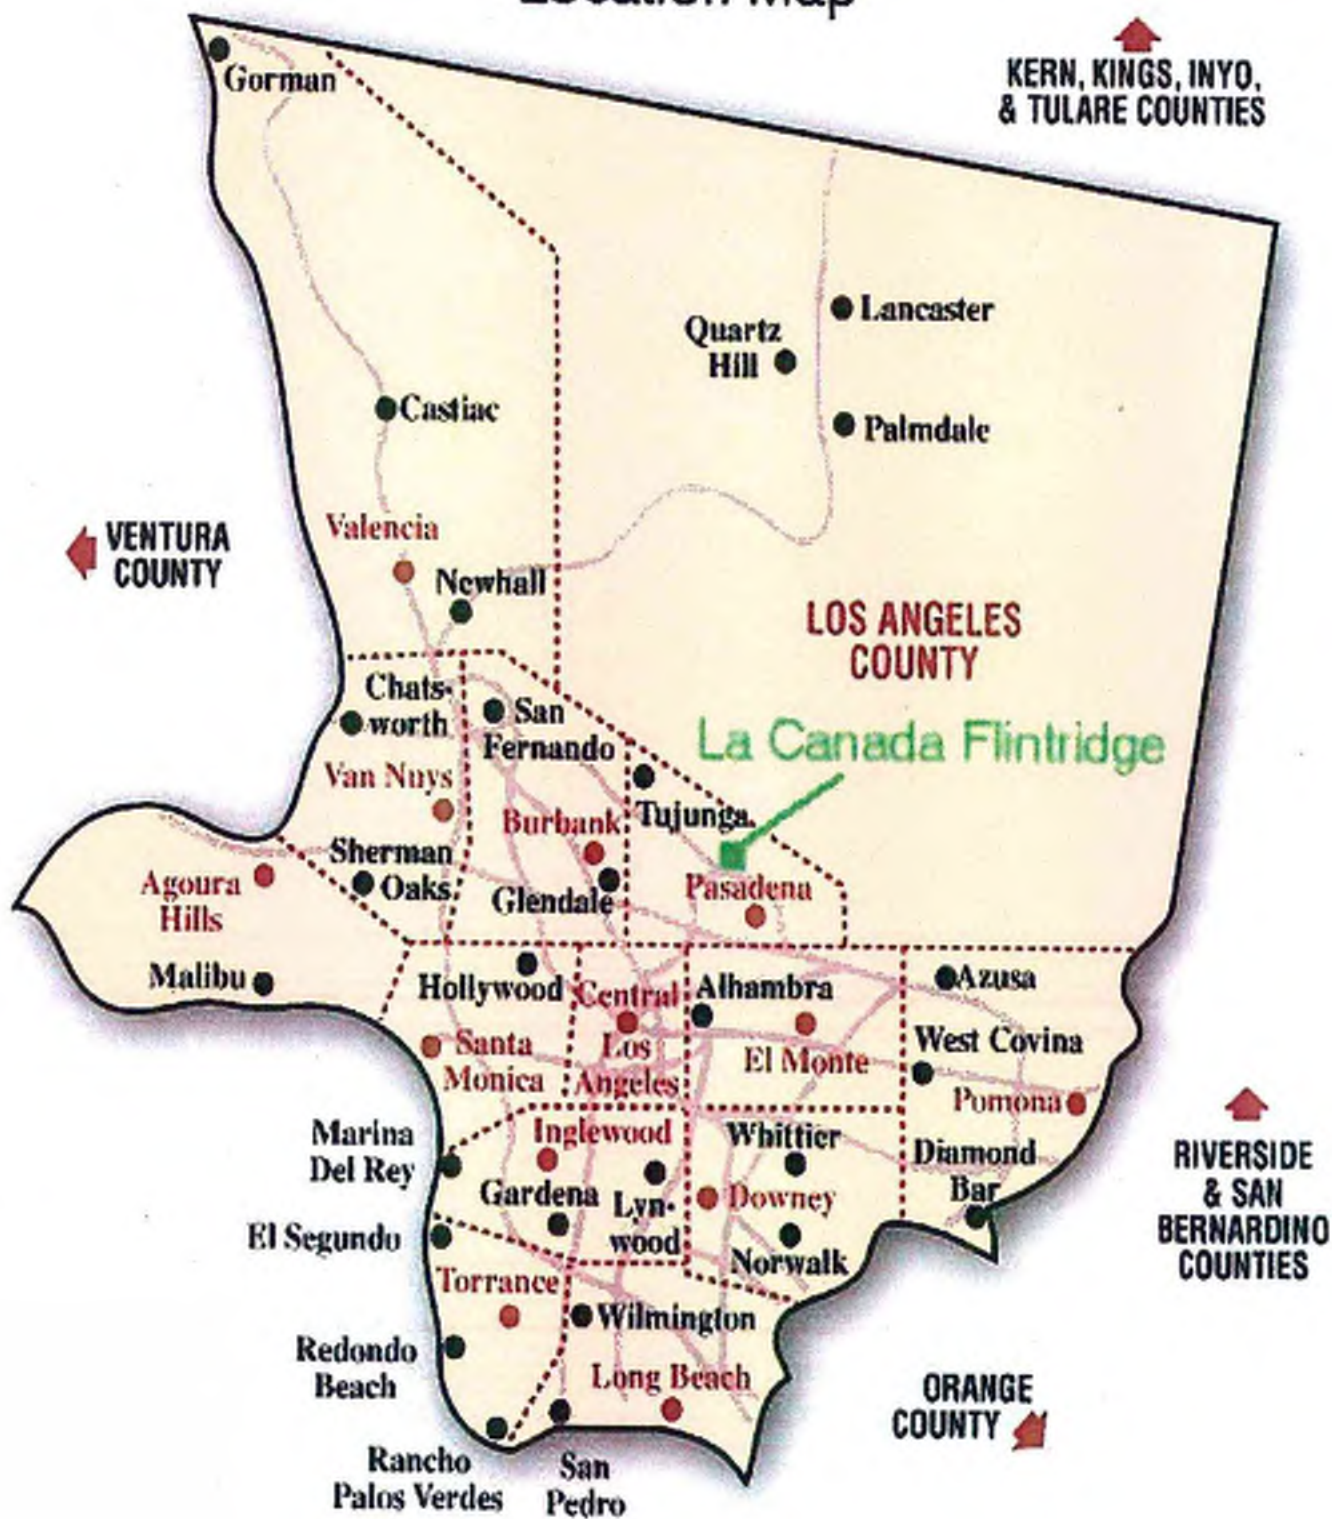 Location Map
KERN, KINGS, INYO,
& TULARE COUNTIES
Gorman
Lancaster
Quartz
Hill
Castiac
Palmdale
VENTURA
COUNTY
Valencia
Newhall
LOS ANGELES
COUNTY
Chats-
worth
San
Fernando
La Canada Flintridge
Van Nuys
Tujunga
Burbank
Sherman
Oaks
Agoura
Hills
Glendale
Pasadena
Malibu
Hollywood
Central
Los
Angeles
Alhambra
Azusa
West Covina
Santa
Monica
El Monte
Pomona
Marina
Del Rey
Inglewood
Whittier
Diamond
Bar
RIVERSIDE
& SAN
BERNARDINO
COUNTIES
Gardena
Lyn-
wood
Downey
El Segundo
Norwalk
Torrance
Wilmington
Redondo
Beach
Long Beach
ORANGE
COUNTY
Rancho
Palos Verdes
San
Pedro